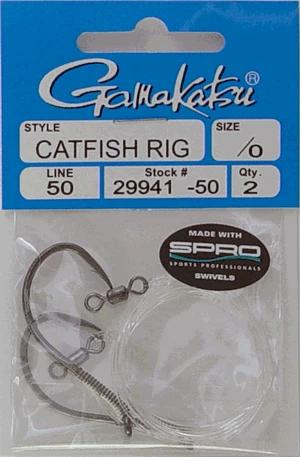 Gamakatsu®
STYLE
CATFISH RIG
SIZE
/0
LINE
50
Stock #
29941 -50
Qty.
2
MADE WITH
SPRO
SPORTS PROFESSIONALS
SWIVELS